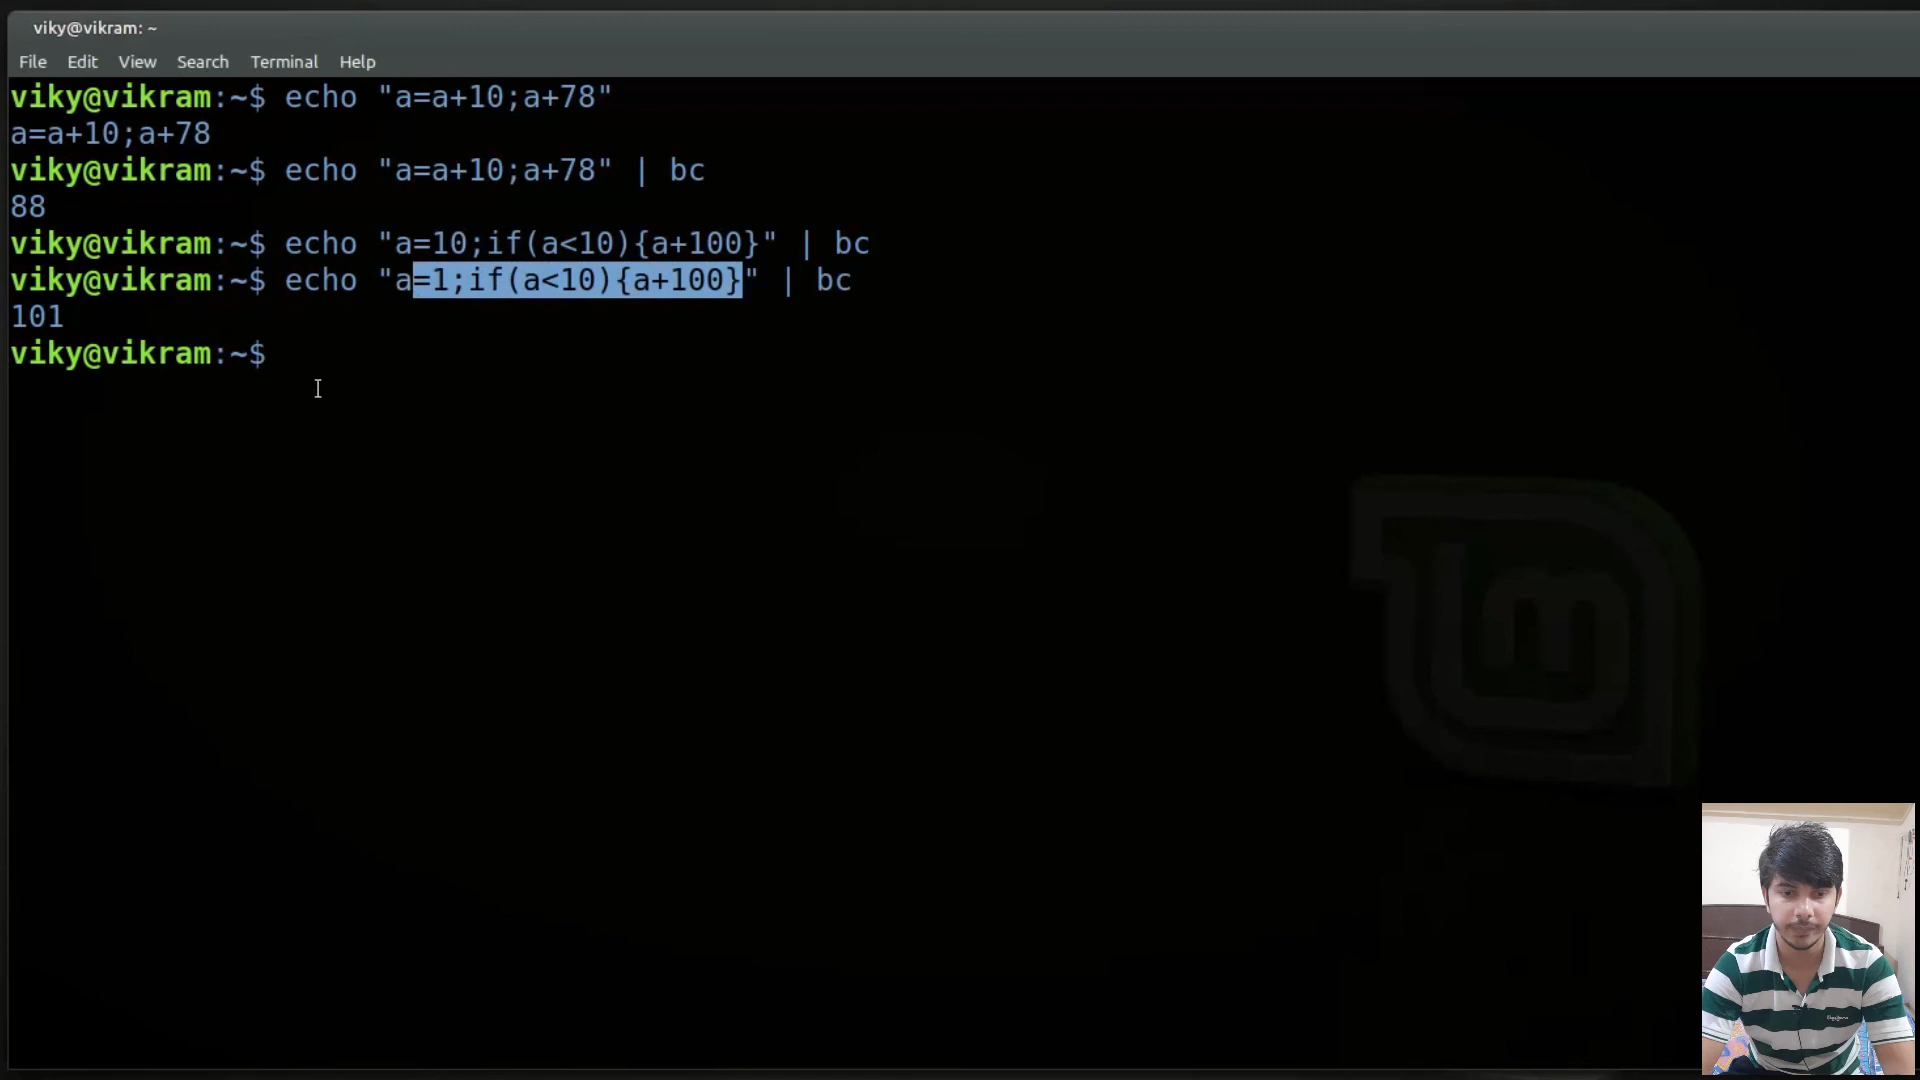 viky@vikram: ~
File Edit View Search Terminal Help
viky@vikram:~$ echo "a=a+10;a+78"
a=a+10;a+78
viky@vikram:~$ echo "a=a+10;a+78" | bc
88
viky@vikram:~$ echo "a=10;if(a<10){a+100}" | bc
viky@vikram:~$ echo "a=1;if(a<10){a+100}" | bc
101
viky@vikram:~$